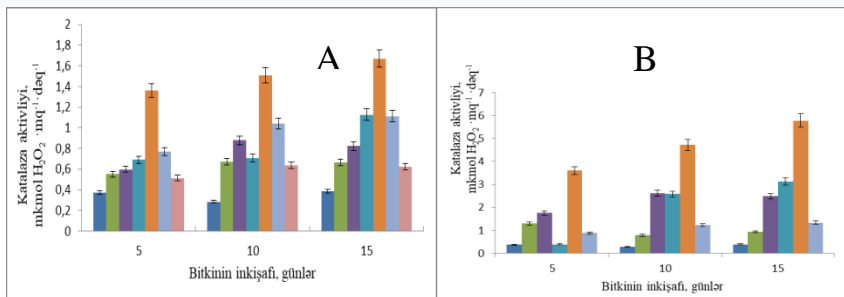 A
Katalaza aktivliyi,
mkmol H₂O₂ ·mq⁻¹·dəq⁻¹
2
1,8
1,6
1,4
1,2
1
0,8
0,6
0,4
0,2
0
5 10 15
Bitkinin inkişafı, günlər
B
Katalaza aktivliyi,
mkmol H₂O₂ ·mq⁻¹·dəq⁻¹
7
6
5
4
3
2
1
0
5 10 15
Bitkinin inkişafı, günlər